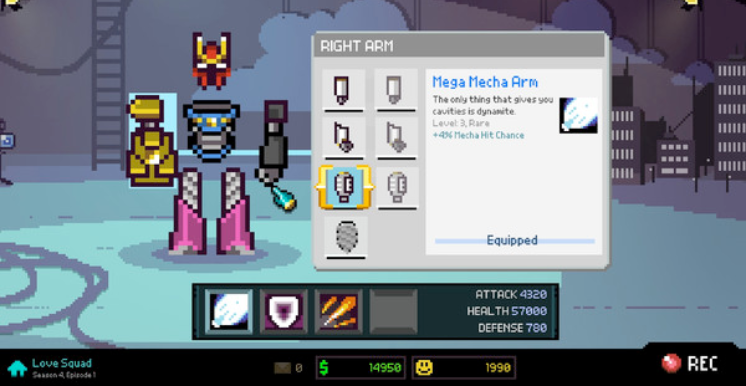 RIGHT ARM
Mega Mecha Arm
The only thing that gives you
cavities is dynamite.
Level: 3, Rare
+4% Mecha Hit Chance
Equipped
ATTACK 4320
HEALTH 57000
DEFENSE 780
Love Squad
Season 4, Episode 1
0
$ 14950
1990
REC